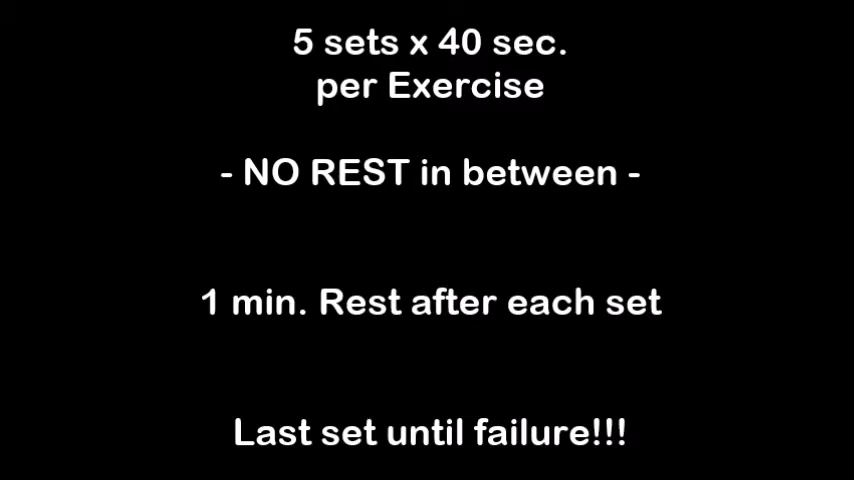 5 sets x 40 sec.
per Exercise
- NO REST in between -
1 min. Rest after each set
Last set until failure!!!